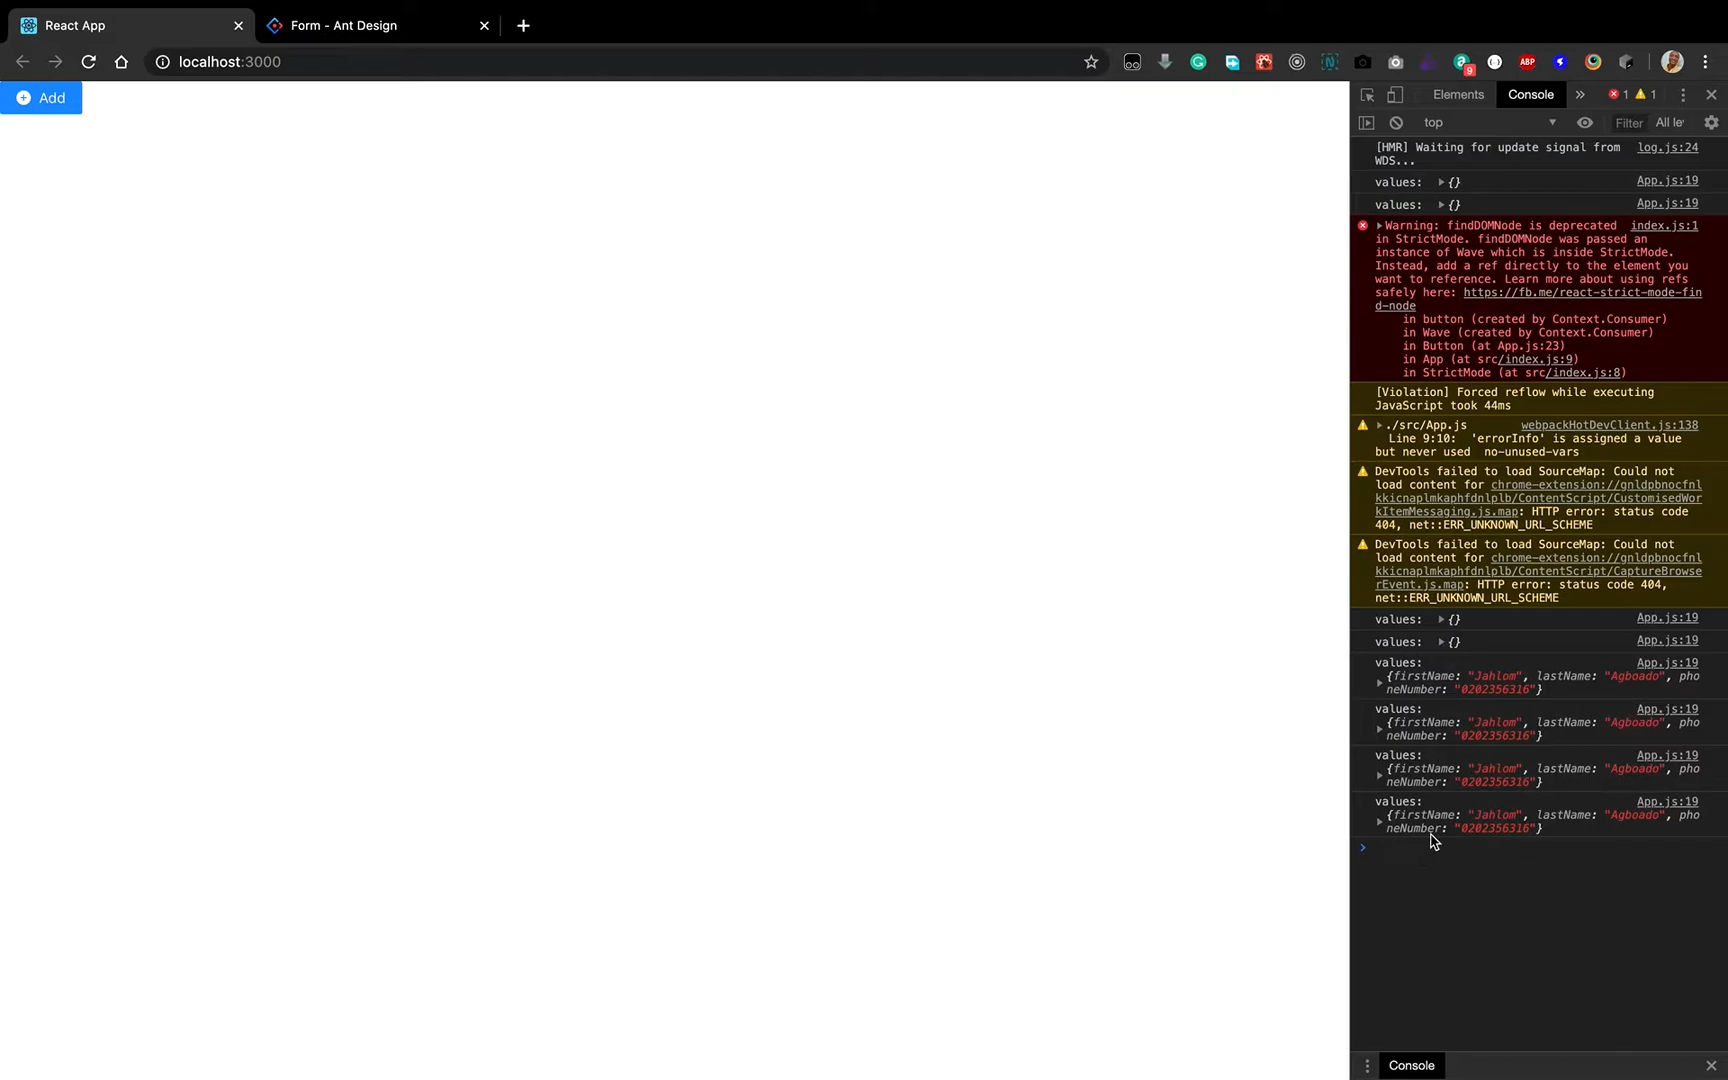 React App
Form - Ant Design
localhost:3000
9
ABP
Add
Elements
Console
1
1
top
Filter
All le
[HMR] Waiting for update signal from log.js:24
WDS...
values: {} App.js:19
values: {} App.js:19
Warning: findDOMNode is deprecated index.js:1
in StrictMode. findDOMNode was passed an
instance of Wave which is inside StrictMode.
Instead, add a ref directly to the element you
want to reference. Learn more about using refs
safely here: https://fb.me/react-strict-mode-fin
d-node
in button (created by Context.Consumer)
in Wave (created by Context.Consumer)
in Button (at App.js:23)
in App (at src/index.js:9)
in StrictMode (at src/index.js:8)
[Violation] Forced reflow while executing
JavaScript took 44ms
./src/App.js webpackHotDevClient.js:138
Line 9:10: 'errorInfo' is assigned a value
but never used no-unused-vars
DevTools failed to load SourceMap: Could not
load content for chrome-extension://gnldpbnocfnl
kkicnaplmkaphfdnlplb/ContentScript/CustomisedWor
kItemMessaging.js.map: HTTP error: status code
404, net::ERR_UNKNOWN_URL_SCHEME
DevTools failed to load SourceMap: Could not
load content for chrome-extension://gnldpbnocfnl
kkicnaplmkaphfdnlplb/ContentScript/CaptureBrowse
rEvent.js.map: HTTP error: status code 404,
net::ERR_UNKNOWN_URL_SCHEME
values: {} App.js:19
values: {} App.js:19
values: App.js:19
{firstName: "Jahlom", lastName: "Agboado", pho
neNumber: "0202356316"}
values: App.js:19
{firstName: "Jahlom", lastName: "Agboado", pho
neNumber: "0202356316"}
values: App.js:19
{firstName: "Jahlom", lastName: "Agboado", pho
neNumber: "0202356316"}
values: App.js:19
{firstName: "Jahlom", lastName: "Agboado", pho
neNumber: "0202356316"}
Console